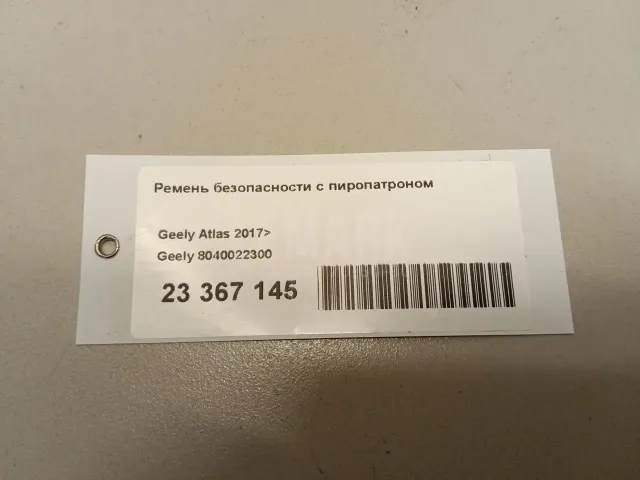 Ремень безопасности с пиропатроном
Geely Atlas 2017>
Geely 8040022300
23 367 145